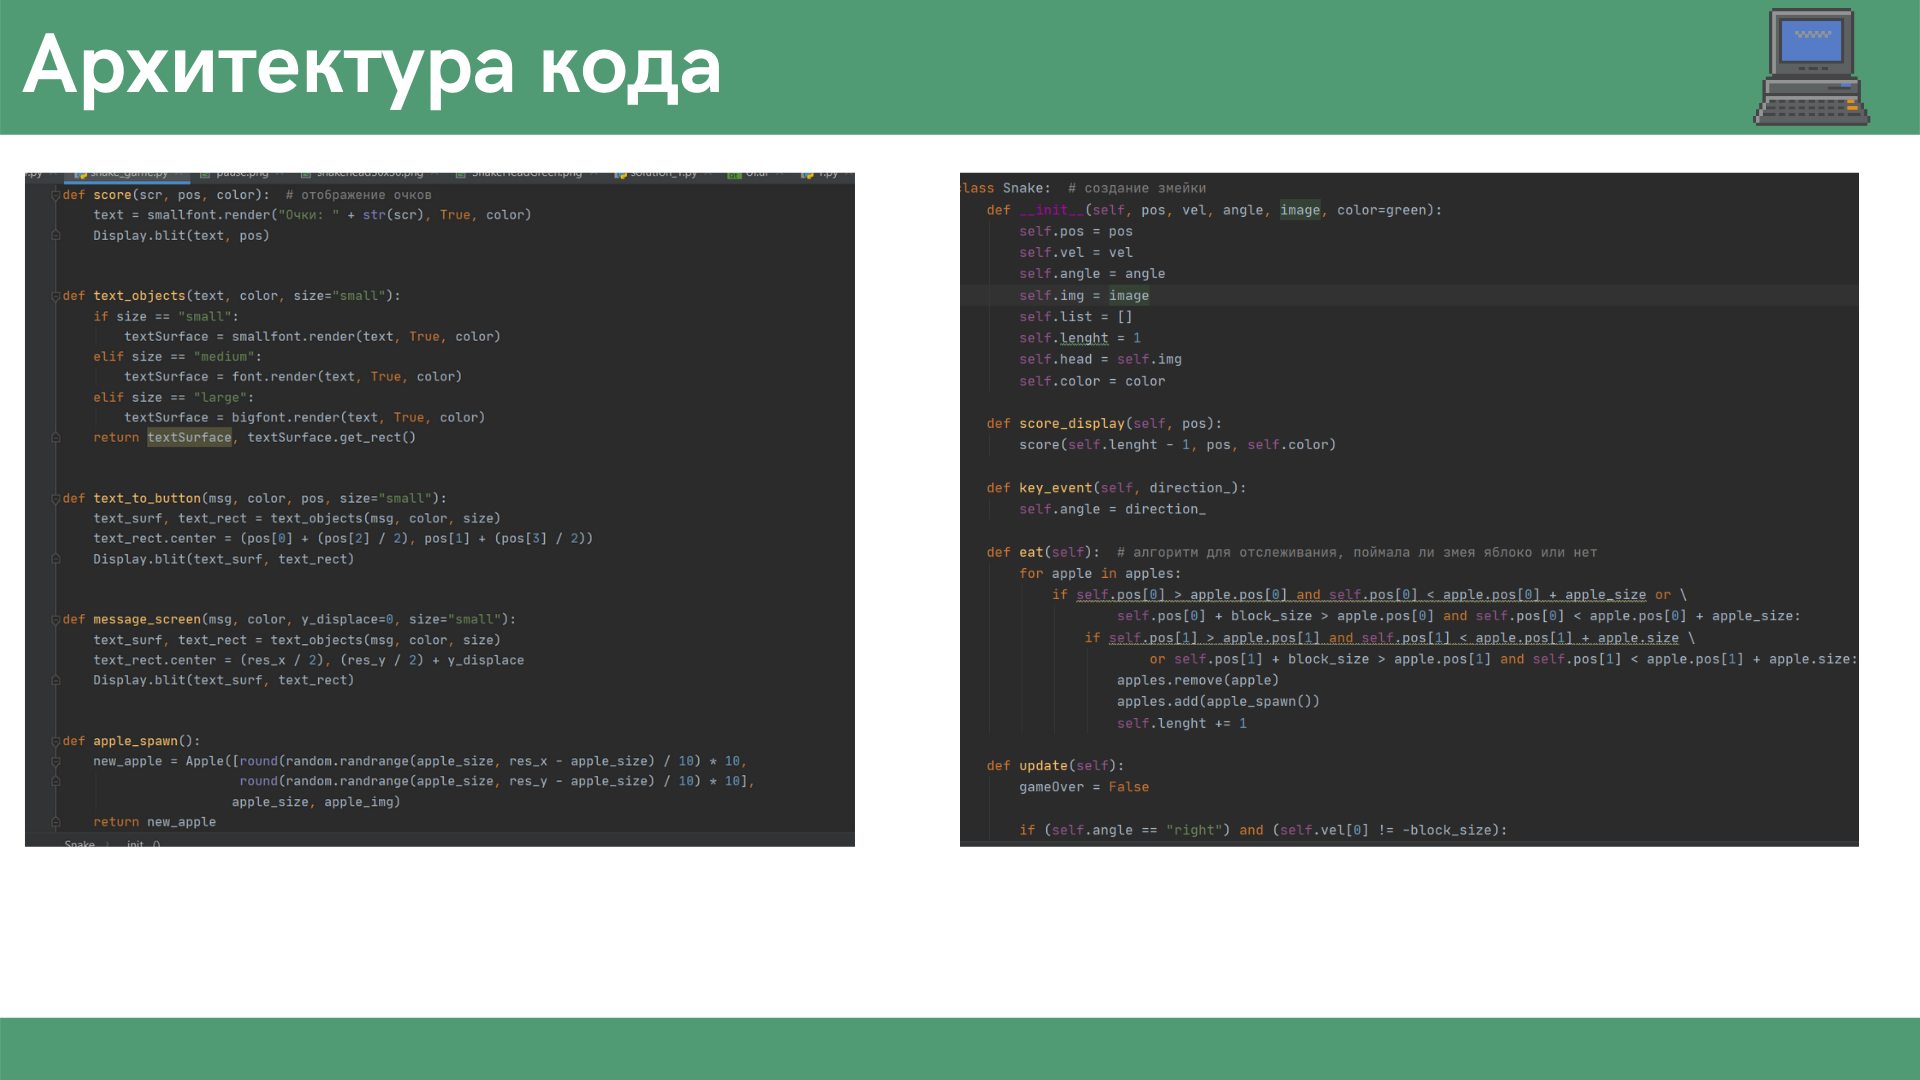 Архитектура кода
def score(scr, pos, color):  # отображение очков
text = smallfont.render("Очки: " + str(scr), True, color)
Display.blit(text, pos)
def text_objects(text, color, size="small"):
if size == "small":
textSurface = smallfont.render(text, True, color)
elif size == "medium":
textSurface = font.render(text, True, color)
elif size == "large":
textSurface = bigfont.render(text, True, color)
return textSurface, textSurface.get_rect()
def text_to_button(msg, color, pos, size="small"):
text_surf, text_rect = text_objects(msg, color, size)
text_rect.center = (pos[0] + (pos[2] / 2), pos[1] + (pos[3] / 2))
Display.blit(text_surf, text_rect)
def message_screen(msg, color, y_displace=0, size="small"):
text_surf, text_rect = text_objects(msg, color, size)
text_rect.center = (res_x / 2), (res_y / 2) + y_displace
Display.blit(text_surf, text_rect)
def apple_spawn():
new_apple = Apple([round(random.randrange(apple_size, res_x - apple_size) / 10) * 10,
round(random.randrange(apple_size, res_y - apple_size) / 10) * 10],
apple_size, apple_img)
return new_apple
class Snake:  # создание змейки
def __init__(self, pos, vel, angle, image, color=green):
self.pos = pos
self.vel = vel
self.angle = angle
self.img = image
self.list = []
self.lenght = 1
self.head = self.img
self.color = color
def score_display(self, pos):
score(self.lenght - 1, pos, self.color)
def key_event(self, direction_):
self.angle = direction_
def eat(self):  # алгоритм для отслеживания, поймала ли змея яблоко или нет
for apple in apples:
if self.pos[0] > apple.pos[0] and self.pos[0] < apple.pos[0] + apple_size or \
self.pos[0] + block_size > apple.pos[0] and self.pos[0] < apple.pos[0] + apple_size:
if self.pos[1] > apple.pos[1] and self.pos[1] < apple.pos[1] + apple.size \
or self.pos[1] + block_size > apple.pos[1] and self.pos[1] < apple.pos[1] + apple.size:
apples.remove(apple)
apples.add(apple_spawn())
self.lenght += 1
def update(self):
gameOver = False
if (self.angle == "right") and (self.vel[0] != -block_size):